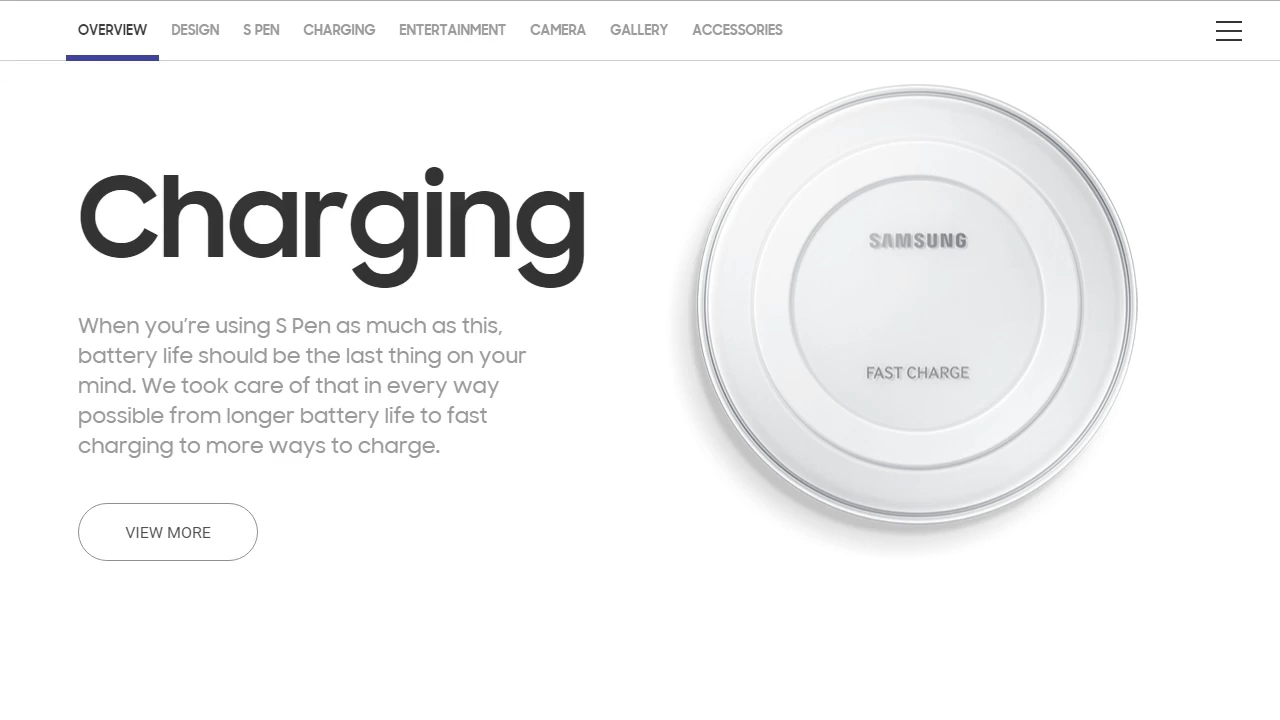 OVERVIEW DESIGN S PEN CHARGING ENTERTAINMENT CAMERA GALLERY ACCESSORIES
Charging
When you're using S Pen as much as this,
battery life should be the last thing on your
mind. We took care of that in every way
possible from longer battery life to fast
charging to more ways to charge.
VIEW MORE
SAMSUNG
FAST CHARGE